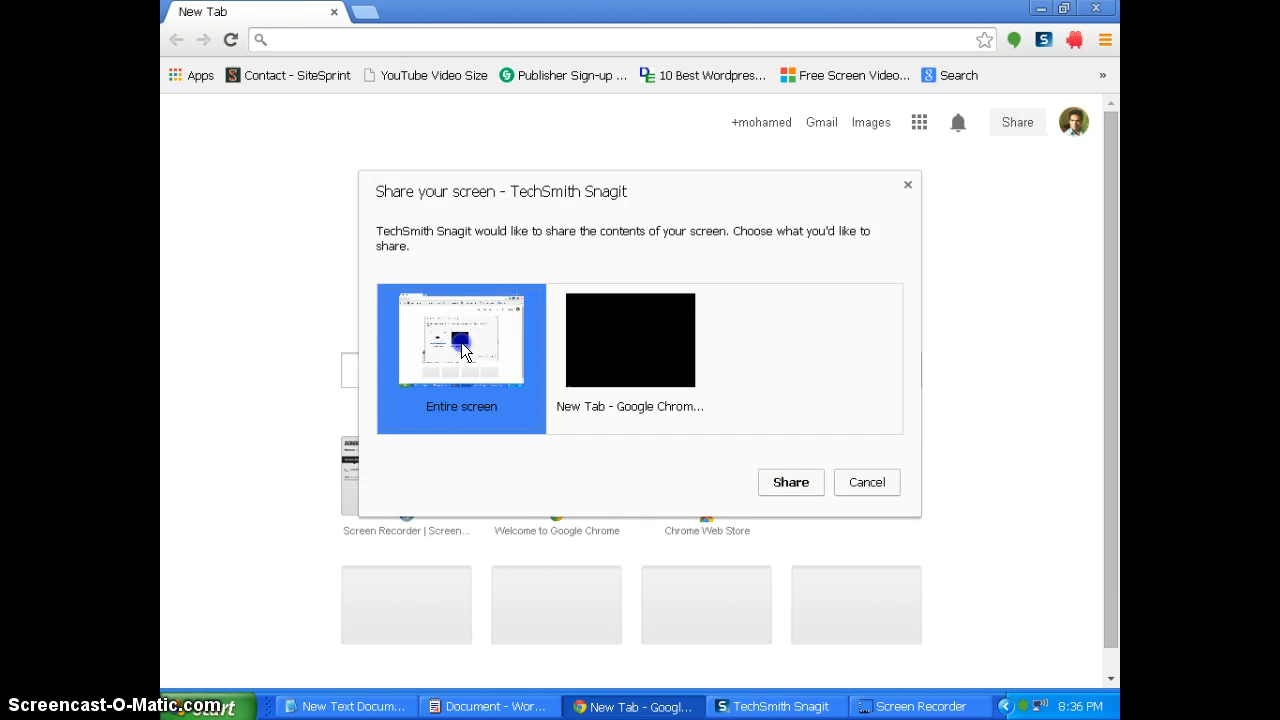 New Tab
Apps
Contact - SiteSprint
YouTube Video Size
Publisher Sign-up ...
10 Best Wordpres...
Free Screen Video...
Search
»
+mohamed
Gmail
Images
Share
Share your screen - TechSmith Snagit
TechSmith Snagit would like to share the contents of your screen. Choose what you'd like to
share.
Entire screen
New Tab - Google Chrom...
Share
Cancel
Screen Recorder | Screen...
Welcome to Google Chrome
Chrome Web Store
Screencast-O-Matic.com
start
New Text Docum...
Document - Wor...
New Tab - Googl...
TechSmith Snagit
Screen Recorder
8:36 PM